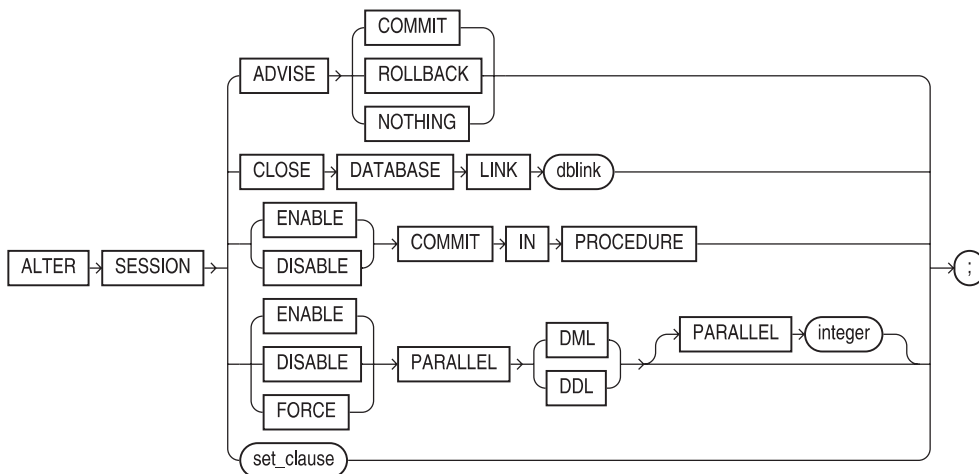 COMMIT
ADVISE ROLLBACK
NOTHING
CLOSE DATABASE LINK dblink
ENABLE
COMMIT IN PROCEDURE
DISABLE
ALTER SESSION ;
ENABLE
DISABLE PARALLEL DML PARALLEL integer
DDL
FORCE
set_clause